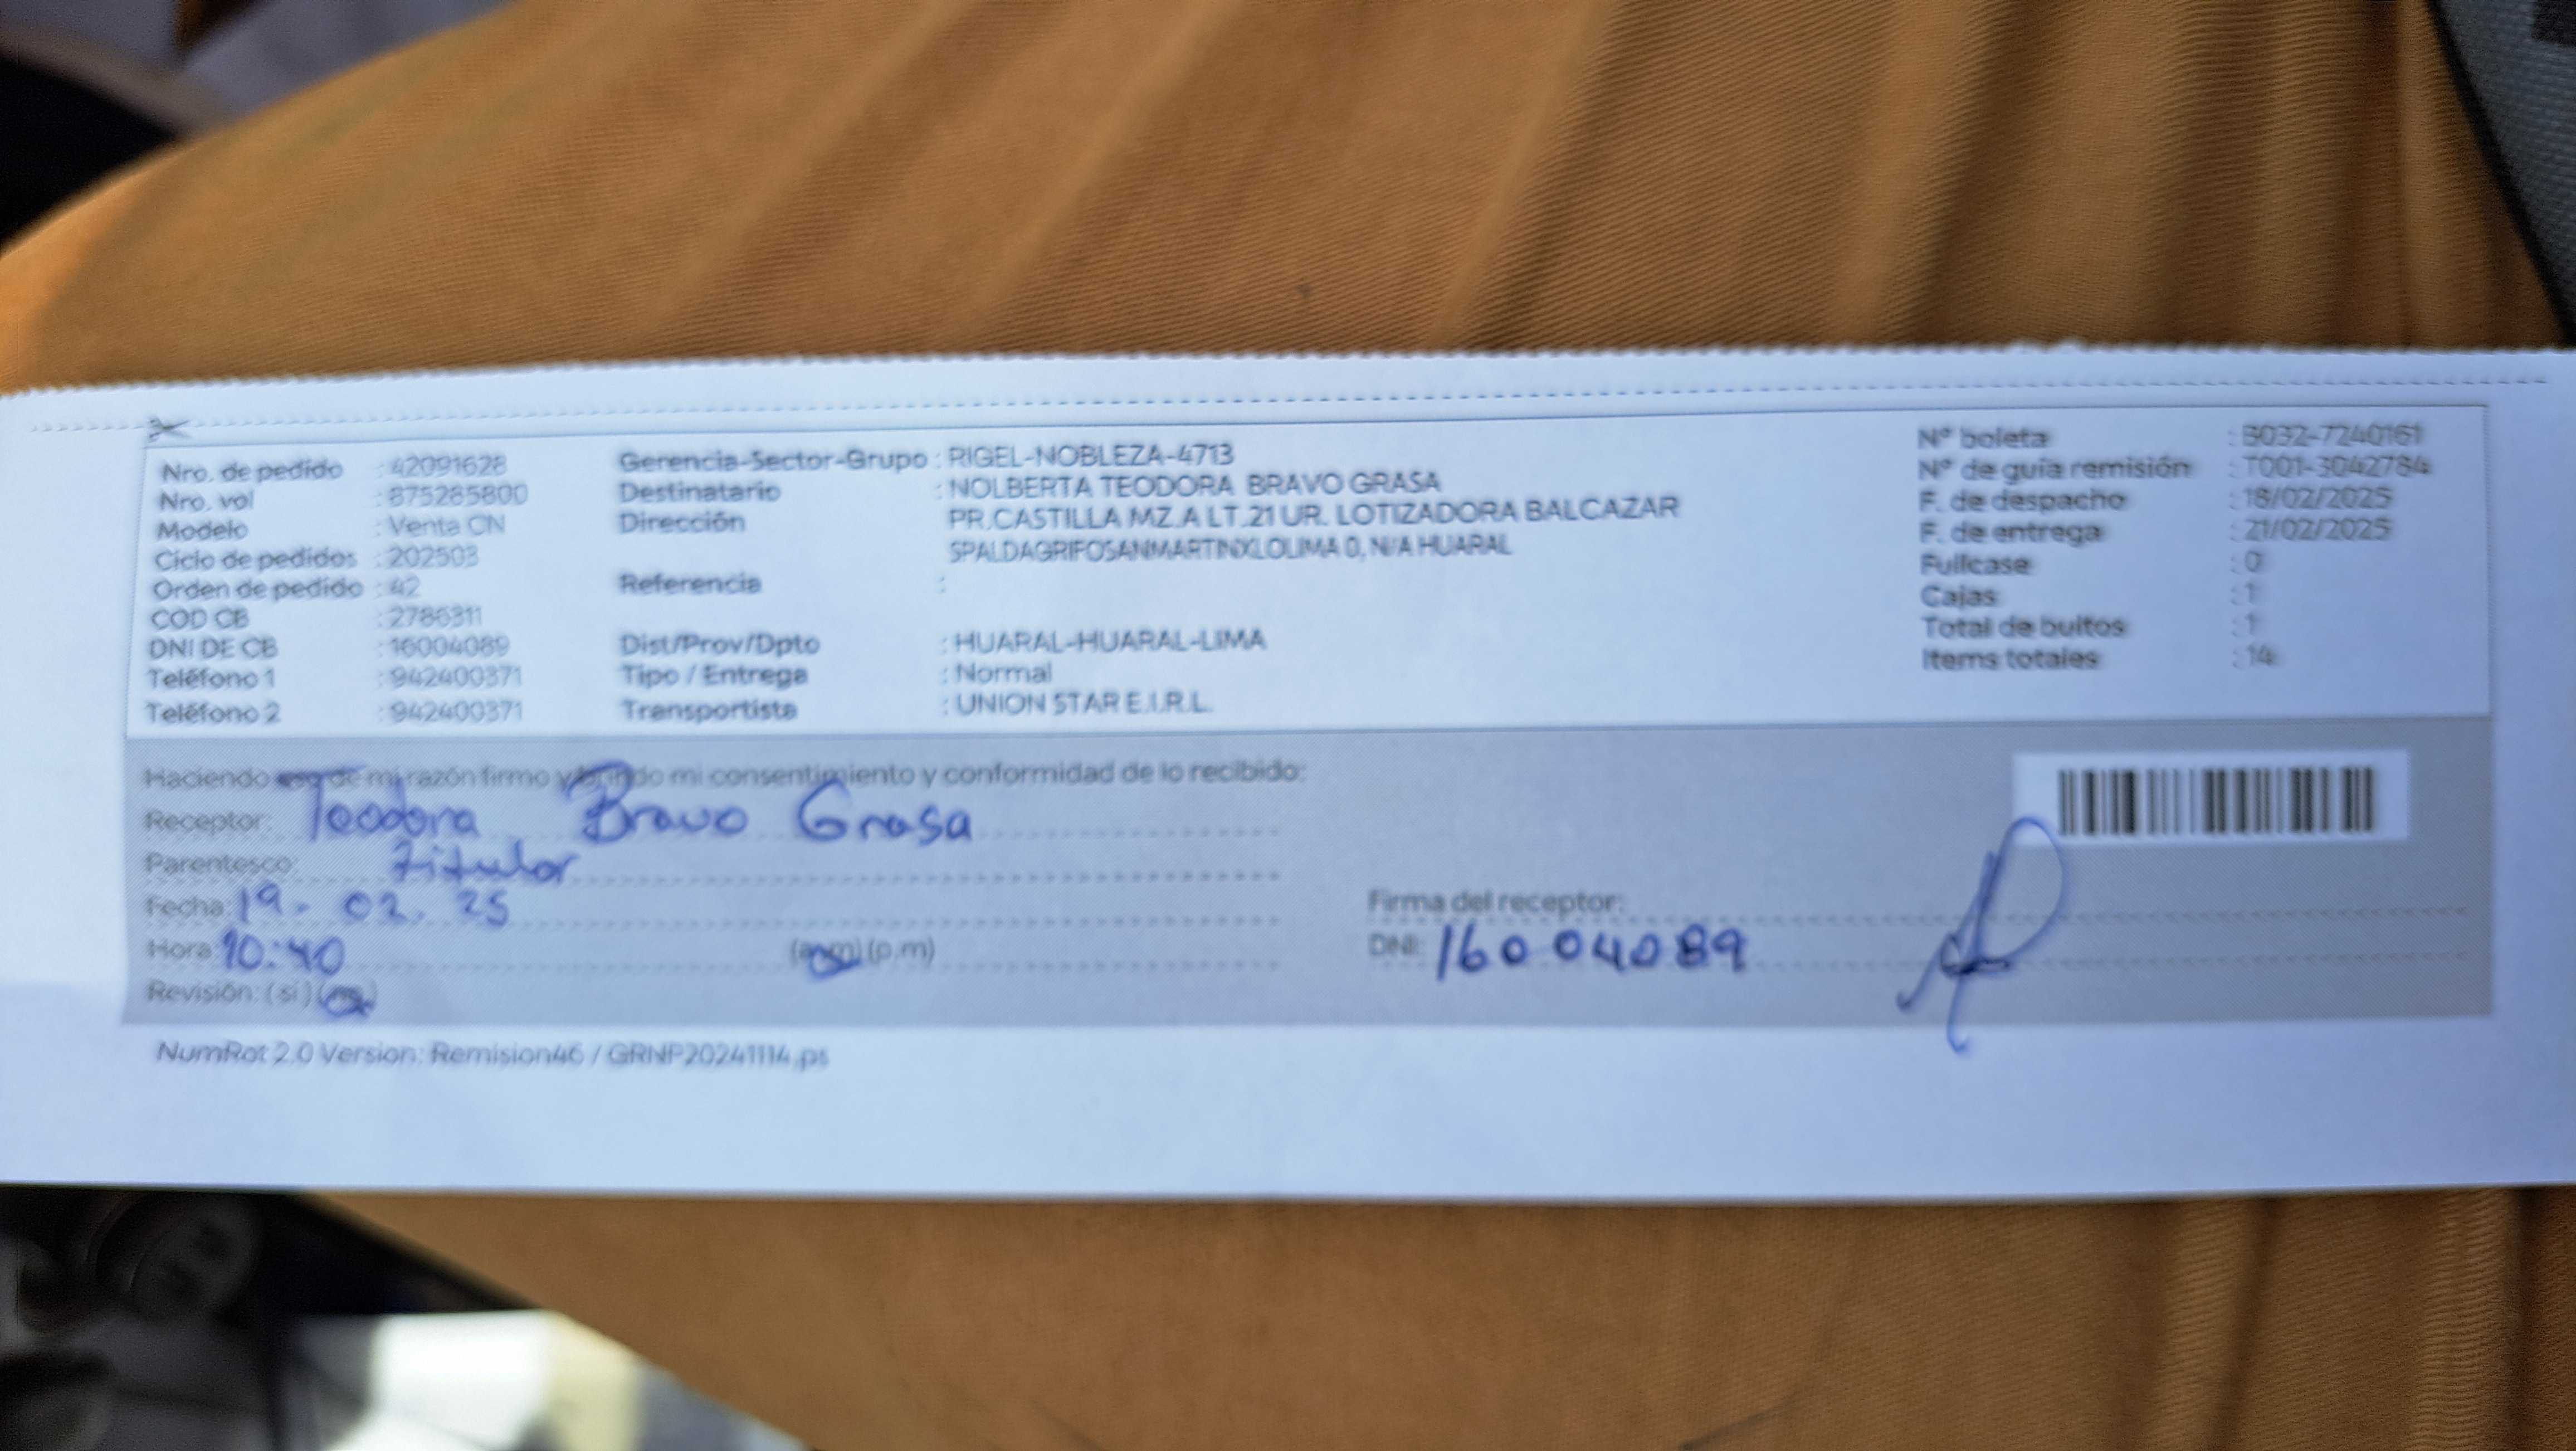 Nro. de pedido : 42091628
Nro. vol : 875285800
Modelo : Venta CN
Ciclo de pedidos : 202503
Orden de pedido : 42
COD CB : 2786311
DNI DE CB : 16004089
Teléfono 1 : 942400371
Teléfono 2 : 942400371
Gerencia-Sector-Grupo : RIGEL-NOBLEZA-4713
Destinatario : NOLBERTA TEODORA BRAVO GRASA
Dirección PR.CASTILLA MZ.A LT.21 UR. LOTIZADORA BALCAZAR
SPALDAGRIFOSANMARTINXLOLIMA 0, N/A HUARAL
Referencia :
Dist/Prov/Dpto : HUARAL-HUARAL-LIMA
Tipo / Entrega : Normal
Transportista : UNION STAR E.I.R.L.
N° boleta : B032-7240161
N° de guía remisión : T001-3042784
F. de despacho : 18/02/2025
F. de entrega : 21/02/2025
Fullcase : 0
Cajas : 1
Total de bultos : 1
Items totales : 14
Haciendo uso de mi razón firmo y brindo mi consentimiento y conformidad de lo recibido:
Receptor: Teodora Bravo Grasa
Parentesco: titular
Fecha: 19. 02. 25
Hora: 10:40 (a.m) (p.m)
Revisión: (si)
Firma del receptor:
DNI: 16004089
NumRot 2.0 Version: Remision46 / GRNP20241114.ps